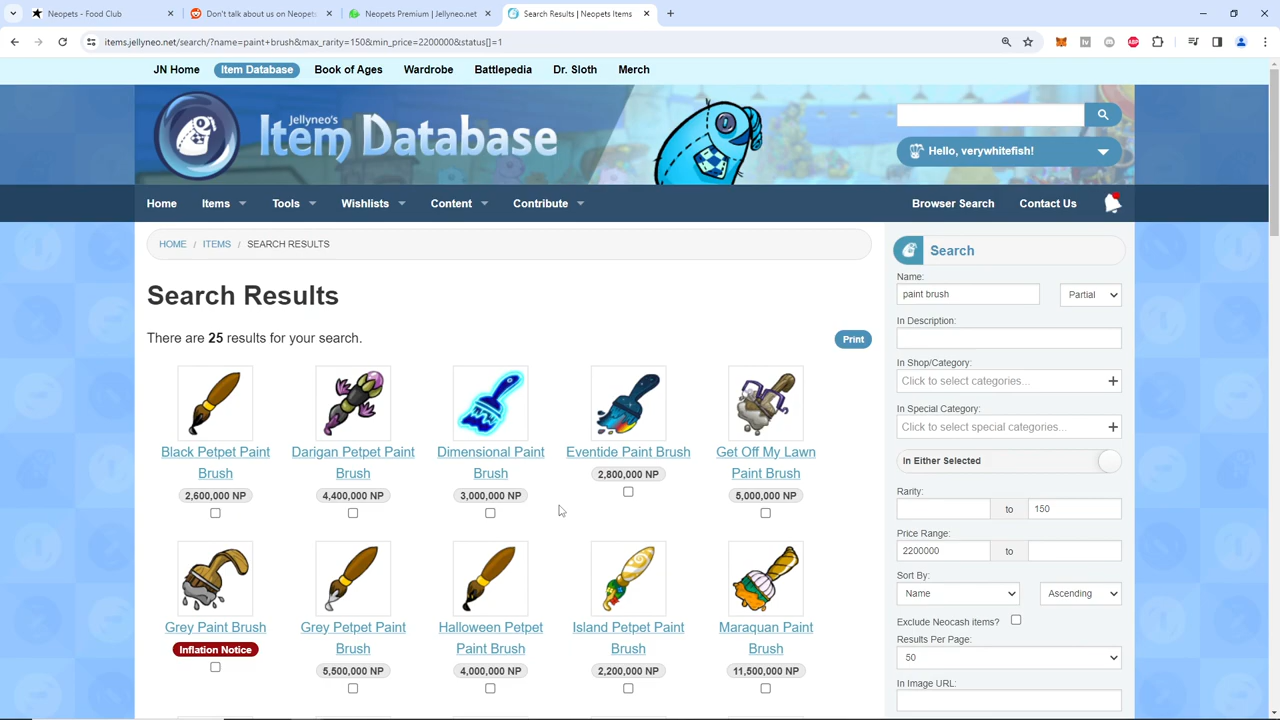 Neopets - Food Club
Don't talk about us on Neopets
Neopets Premium | Jellyneo.net
Search Results | Neopets Items
items.jellyneo.net/search/?name=paint+brush&max_rarity=150&min_price=2200000&status[]=1
JN Home
Item Database
Book of Ages
Wardrobe
Battlepedia
Dr. Sloth
Merch
Jellyneo's
Item Database
Hello, verywhitefish!
Home
Items
Tools
Wishlists
Content
Contribute
Browser Search
Contact Us
HOME / ITEMS / SEARCH RESULTS
Search Results
There are 25 results for your search.
Print
Black Petpet Paint
Brush
2,600,000 NP
Darigan Petpet Paint
Brush
4,400,000 NP
Dimensional Paint
Brush
3,000,000 NP
Eventide Paint Brush
2,800,000 NP
Get Off My Lawn
Paint Brush
5,000,000 NP
Grey Paint Brush
Inflation Notice
Grey Petpet Paint
Brush
5,500,000 NP
Halloween Petpet
Paint Brush
4,000,000 NP
Island Petpet Paint
Brush
2,200,000 NP
Maraquan Paint
Brush
11,500,000 NP
Search
Name:
paint brush
Partial
In Description:
In Shop/Category:
Click to select categories...
In Special Category:
Click to select special categories...
In Either Selected
Rarity:
to
150
Price Range:
2200000
to
Sort By:
Name
Ascending
Exclude Neocash items?
Results Per Page:
50
In Image URL: